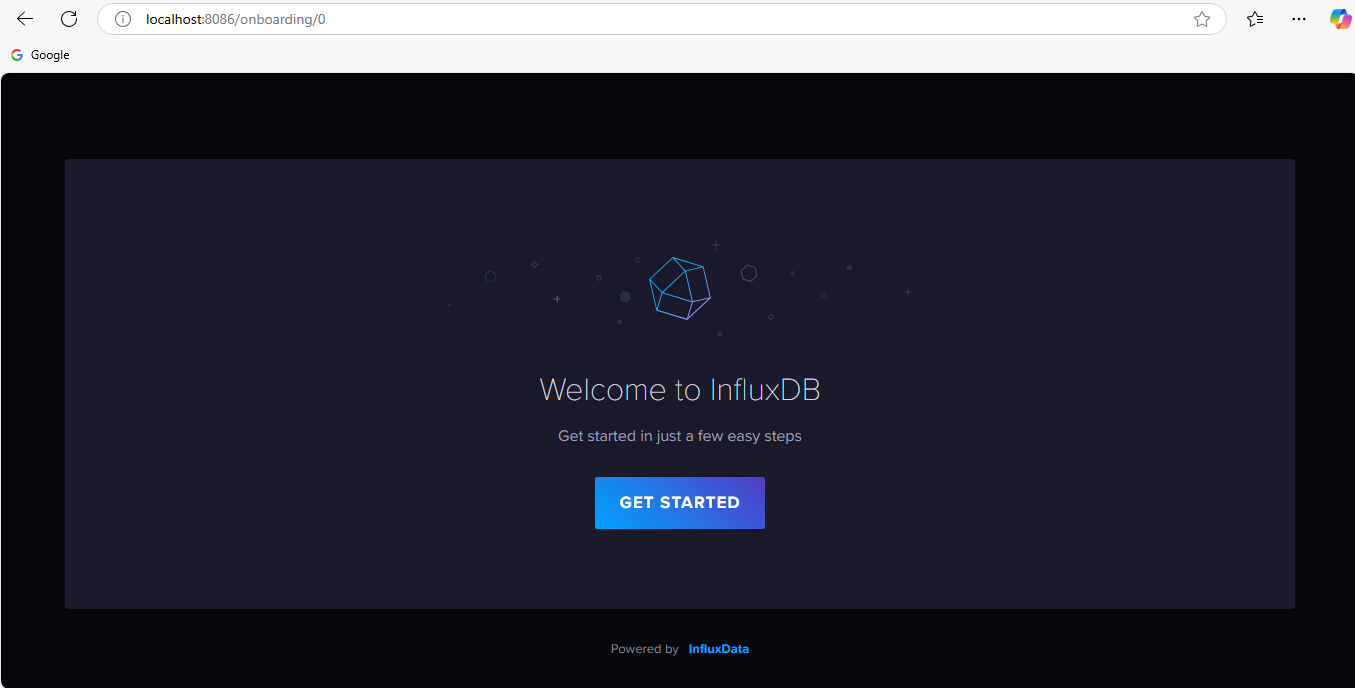 localhost:8086/onboarding/0
Google
Welcome to InfluxDB
Get started in just a few easy steps
GET STARTED
Powered by InfluxData